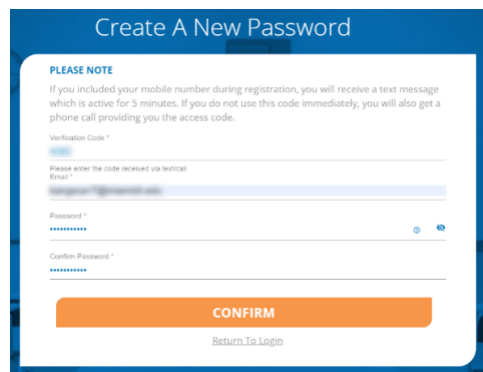 Create A New Password
PLEASE NOTE
If you included your mobile number during registration, you will receive a text message
which is active for 5 minutes. If you do not use this code immediately, you will also get a
phone call providing you the access code.
Verification Code *
Please enter the code received via text/call
Email *
Password *
Confirm Password *
CONFIRM
Return To Login